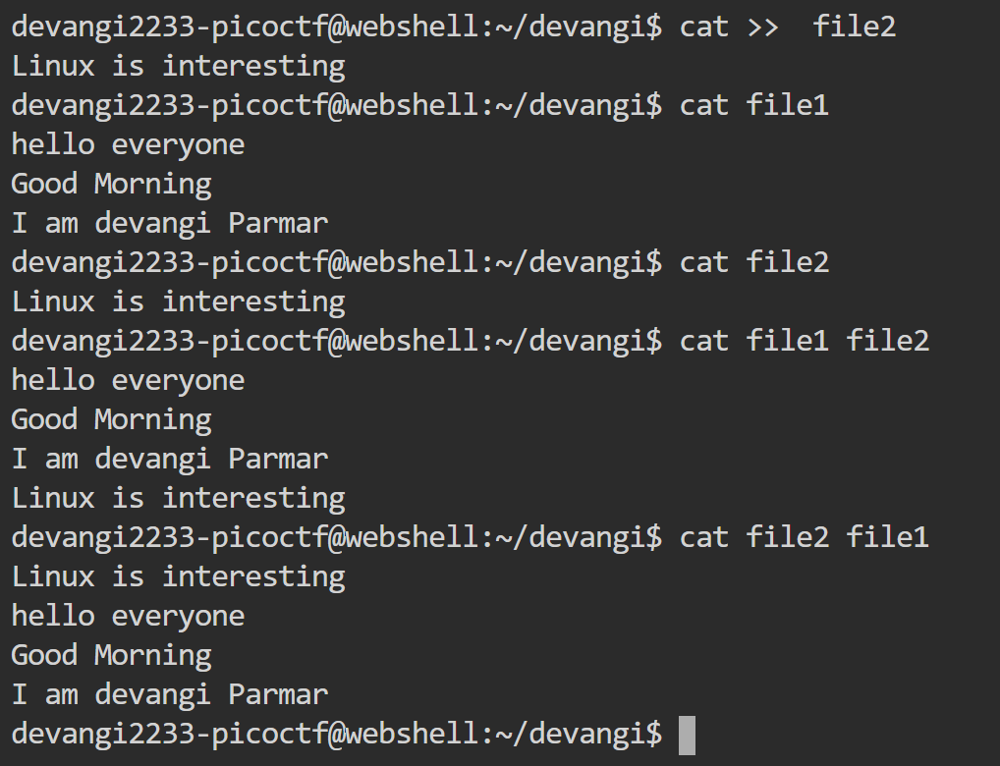 devangi2233-picoctf@webshell:~/devangi$ cat >>  file2
Linux is interesting
devangi2233-picoctf@webshell:~/devangi$ cat file1
hello everyone
Good Morning
I am devangi Parmar
devangi2233-picoctf@webshell:~/devangi$ cat file2
Linux is interesting
devangi2233-picoctf@webshell:~/devangi$ cat file1 file2
hello everyone
Good Morning
I am devangi Parmar
Linux is interesting
devangi2233-picoctf@webshell:~/devangi$ cat file2 file1
Linux is interesting
hello everyone
Good Morning
I am devangi Parmar
devangi2233-picoctf@webshell:~/devangi$